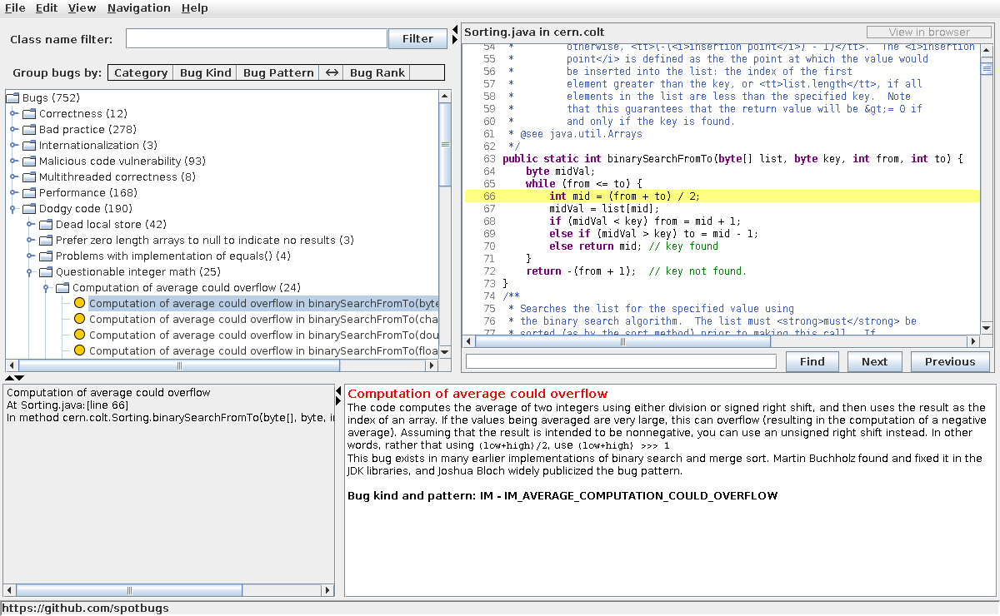 File Edit View Navigation Help
Class name filter:
Filter
Group bugs by: Category Bug Kind Bug Pattern ↔ Bug Rank
Bugs (752)
Correctness (12)
Bad practice (278)
Internationalization (3)
Malicious code vulnerability (93)
Multithreaded correctness (8)
Performance (168)
Dodgy code (190)
Dead local store (42)
Prefer zero length arrays to null to indicate no results (3)
Problems with implementation of equals() (4)
Questionable integer math (25)
Computation of average could overflow (24)
Computation of average could overflow in binarySearchFromTo(byte
Computation of average could overflow in binarySearchFromTo(cha
Computation of average could overflow in binarySearchFromTo(dou
Computation of average could overflow in binarySearchFromTo(floa
Sorting.java in cern.colt
View in browser
54 * otherwise, <tt>(-(<i>insertion point</i>) - 1)</tt>. The <i>insertion
55 * point</i> is defined as the the point at which the value would
56 * be inserted into the list: the index of the first
57 * element greater than the key, or <tt>list.length</tt>, if all
58 * elements in the list are less than the specified key. Note
59 * that this guarantees that the return value will be &gt;= 0 if
60 * and only if the key is found.
61 * @see java.util.Arrays
62 */
63 public static int binarySearchFromTo(byte[] list, byte key, int from, int to) {
64 byte midVal;
65 while (from <= to) {
66 int mid = (from + to) / 2;
67 midVal = list[mid];
68 if (midVal < key) from = mid + 1;
69 else if (midVal > key) to = mid - 1;
70 else return mid; // key found
71 }
72 return -(from + 1); // key not found.
73 }
74 /**
75 * Searches the list for the specified value using
76 * the binary search algorithm. The list must <strong>must</strong> be
77 * sorted (as by the sort method) prior to making this call. If
Find Next Previous
Computation of average could overflow
At Sorting.java:[line 66]
In method cern.colt.Sorting.binarySearchFromTo(byte[], byte, i
Computation of average could overflow
The code computes the average of two integers using either division or signed right shift, and then uses the result as the
index of an array. If the values being averaged are very large, this can overflow (resulting in the computation of a negative
average). Assuming that the result is intended to be nonnegative, you can use an unsigned right shift instead. In other
words, rather that using (low+high)/2, use (low+high) >>> 1
This bug exists in many earlier implementations of binary search and merge sort. Martin Buchholz found and fixed it in the
JDK libraries, and Joshua Bloch widely publicized the bug pattern.
Bug kind and pattern: IM - IM_AVERAGE_COMPUTATION_COULD_OVERFLOW
https://github.com/spotbugs